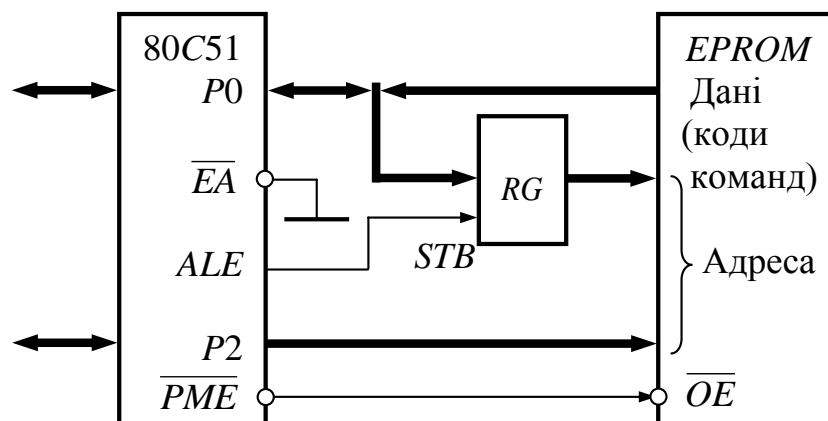 80C51
P0
EA
ALE
P2
PME
STB
RG
EPROM
Дані
(коди
команд)
Адреса
OE